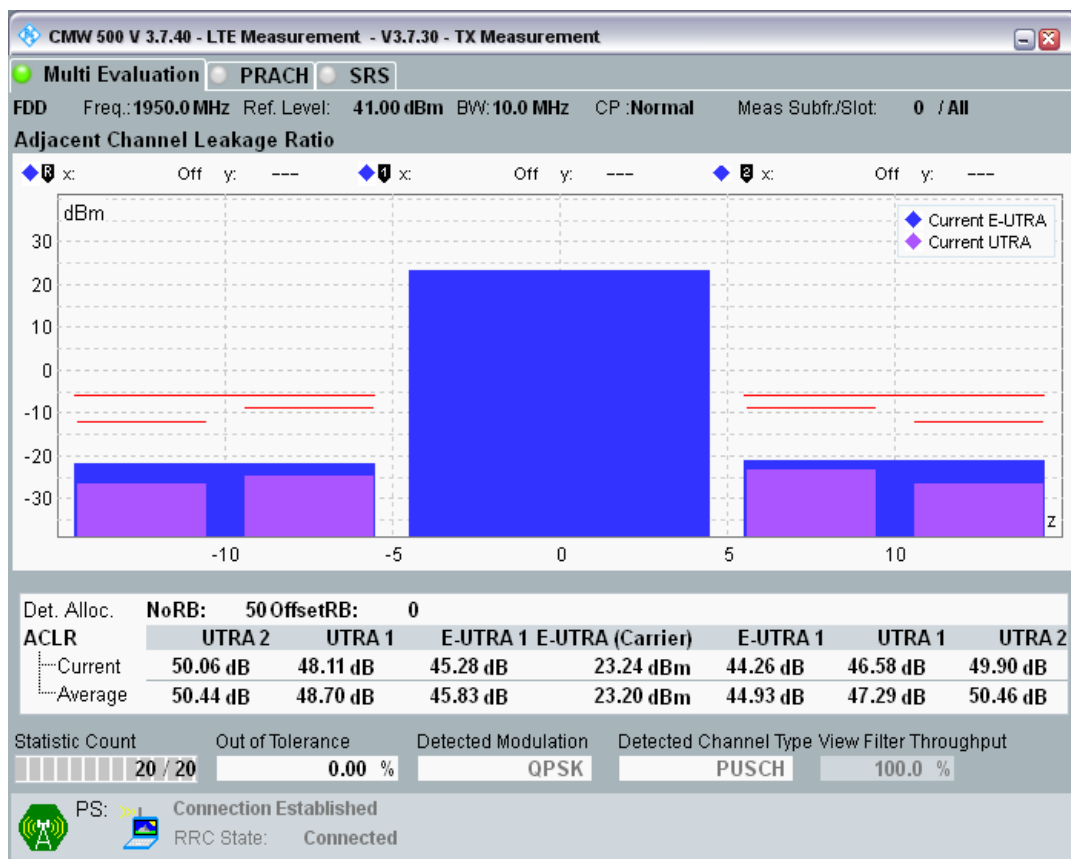 CMW 500 V 3.7.40 - LTE Measurement - V3.7.30 - TX Measurement
Multi Evaluation PRACH SRS
FDD Freq.:1950.0 MHz Ref. Level: 41.00 dBm BW:10.0 MHz CP :Normal Meas Subfr./Slot: 0 / All
Adjacent Channel Leakage Ratio
R x: Off y: --- 1 x: Off y: --- 2 x: Off y: ---
dBm
Current E-UTRA
Current UTRA
30
20
10
0
-10
-20
-30
z
-10 -5 0 5 10
Det. Alloc. NoRB: 50 OffsetRB: 0
ACLR UTRA 2 UTRA 1 E-UTRA 1 E-UTRA (Carrier) E-UTRA 1 UTRA 1 UTRA 2
Current 50.06 dB 48.11 dB 45.28 dB 23.24 dBm 44.26 dB 46.58 dB 49.90 dB
Average 50.44 dB 48.70 dB 45.83 dB 23.20 dBm 44.93 dB 47.29 dB 50.46 dB
Statistic Count Out of Tolerance Detected Modulation Detected Channel Type View Filter Throughput
20 / 20 0.00 % QPSK PUSCH 100.0 %
PS: Connection Established
RRC State: Connected